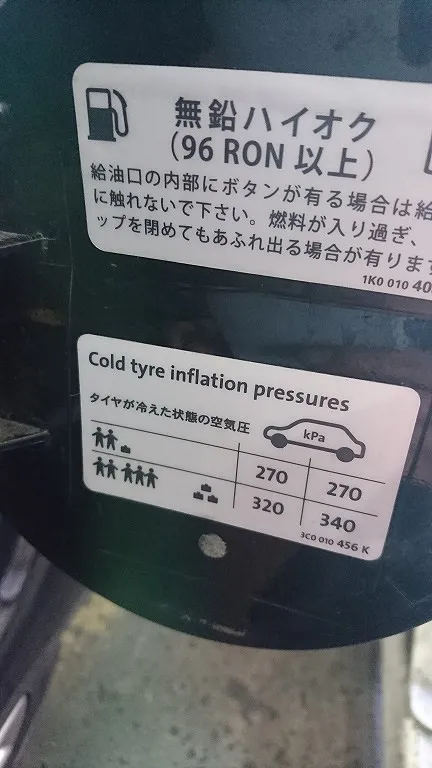 無鉛ハイオク
(96 RON 以上)
給油口の内部にボタンが有る場合は給
に触れないで下さい。燃料が入り過ぎ、
ップを閉めてもあふれ出る場合が有ります
1K0 010 40
Cold tyre inflation pressures
タイヤが冷えた状態の空気圧
kPa
270 270
320 340
3C0 010 456 K